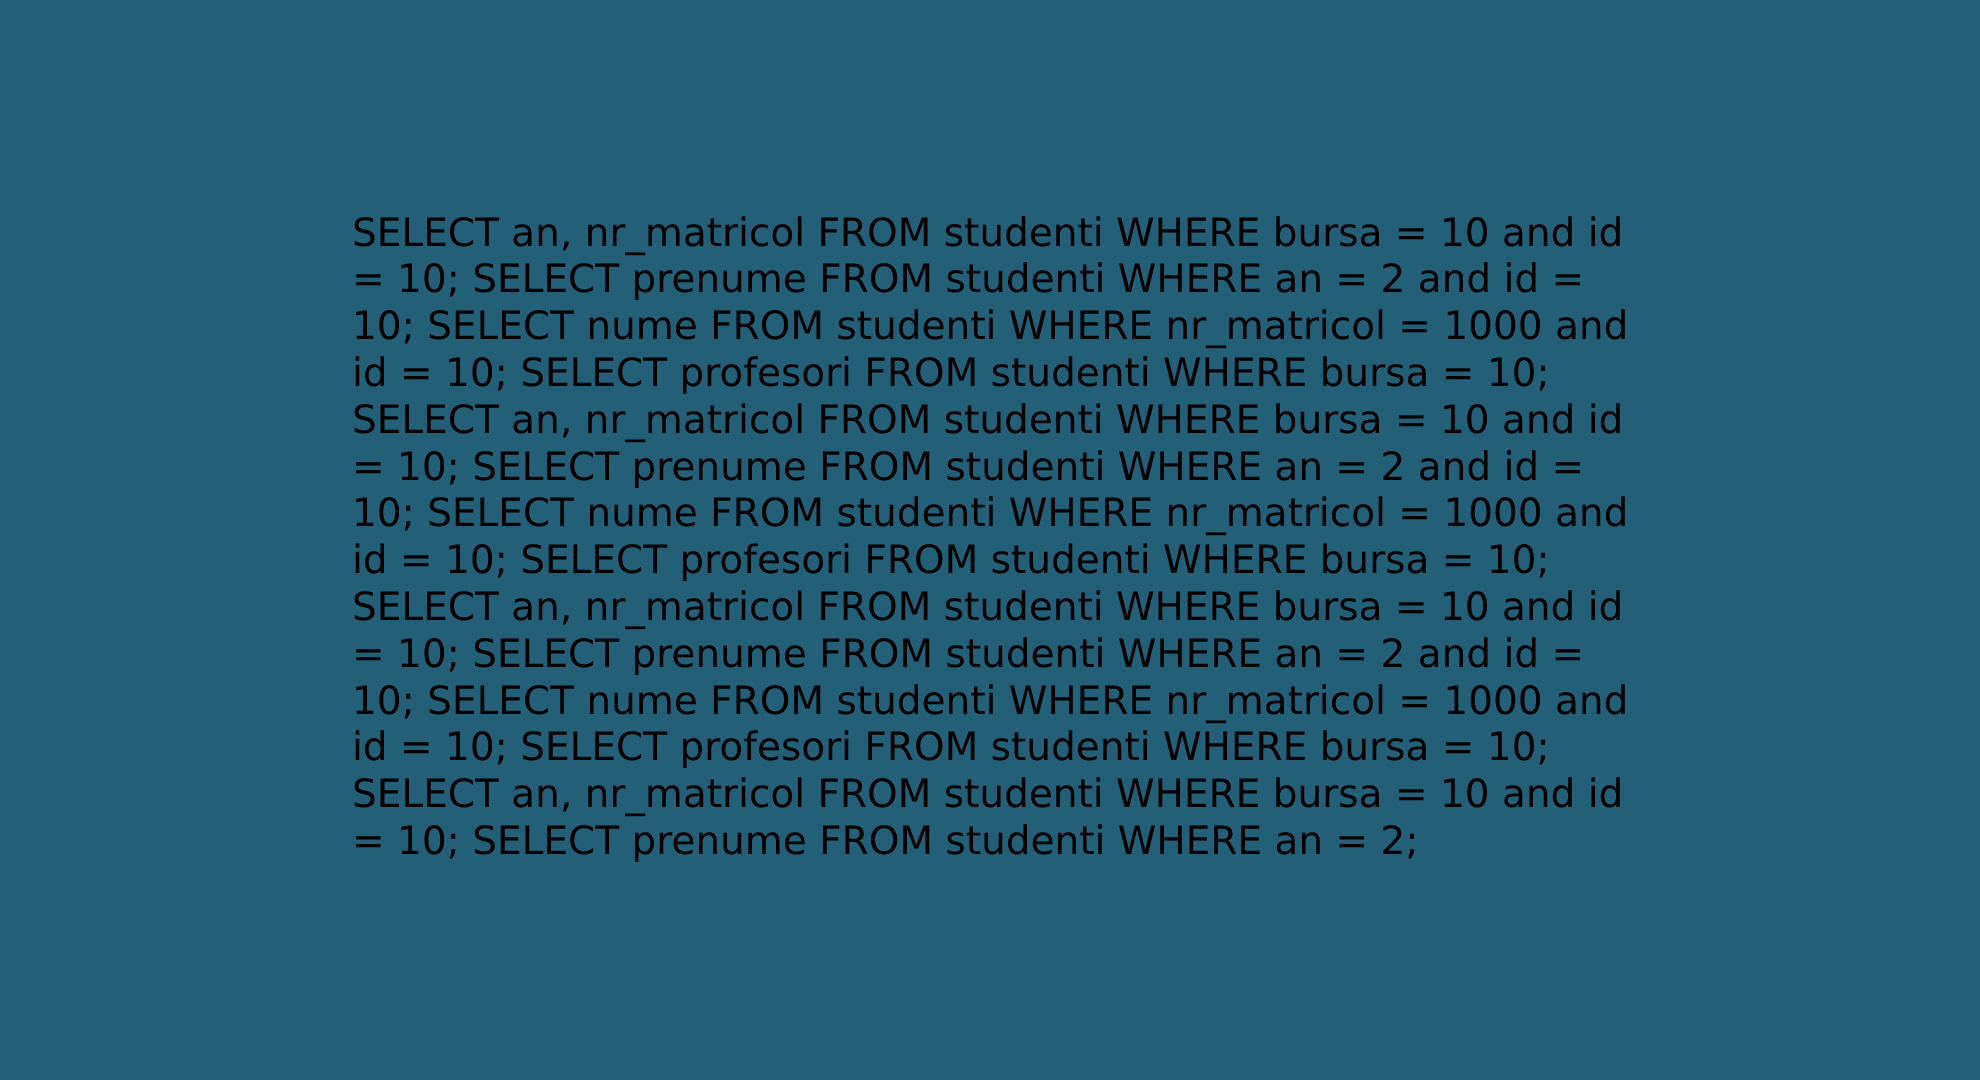 SELECT an, nr_matricol FROM studenti WHERE bursa = 10 and id
= 10; SELECT prenume FROM studenti WHERE an = 2 and id =
10; SELECT nume FROM studenti WHERE nr_matricol = 1000 and
id = 10; SELECT profesori FROM studenti WHERE bursa = 10;
SELECT an, nr_matricol FROM studenti WHERE bursa = 10 and id
= 10; SELECT prenume FROM studenti WHERE an = 2 and id =
10; SELECT nume FROM studenti WHERE nr_matricol = 1000 and
id = 10; SELECT profesori FROM studenti WHERE bursa = 10;
SELECT an, nr_matricol FROM studenti WHERE bursa = 10 and id
= 10; SELECT prenume FROM studenti WHERE an = 2 and id =
10; SELECT nume FROM studenti WHERE nr_matricol = 1000 and
id = 10; SELECT profesori FROM studenti WHERE bursa = 10;
SELECT an, nr_matricol FROM studenti WHERE bursa = 10 and id
= 10; SELECT prenume FROM studenti WHERE an = 2;